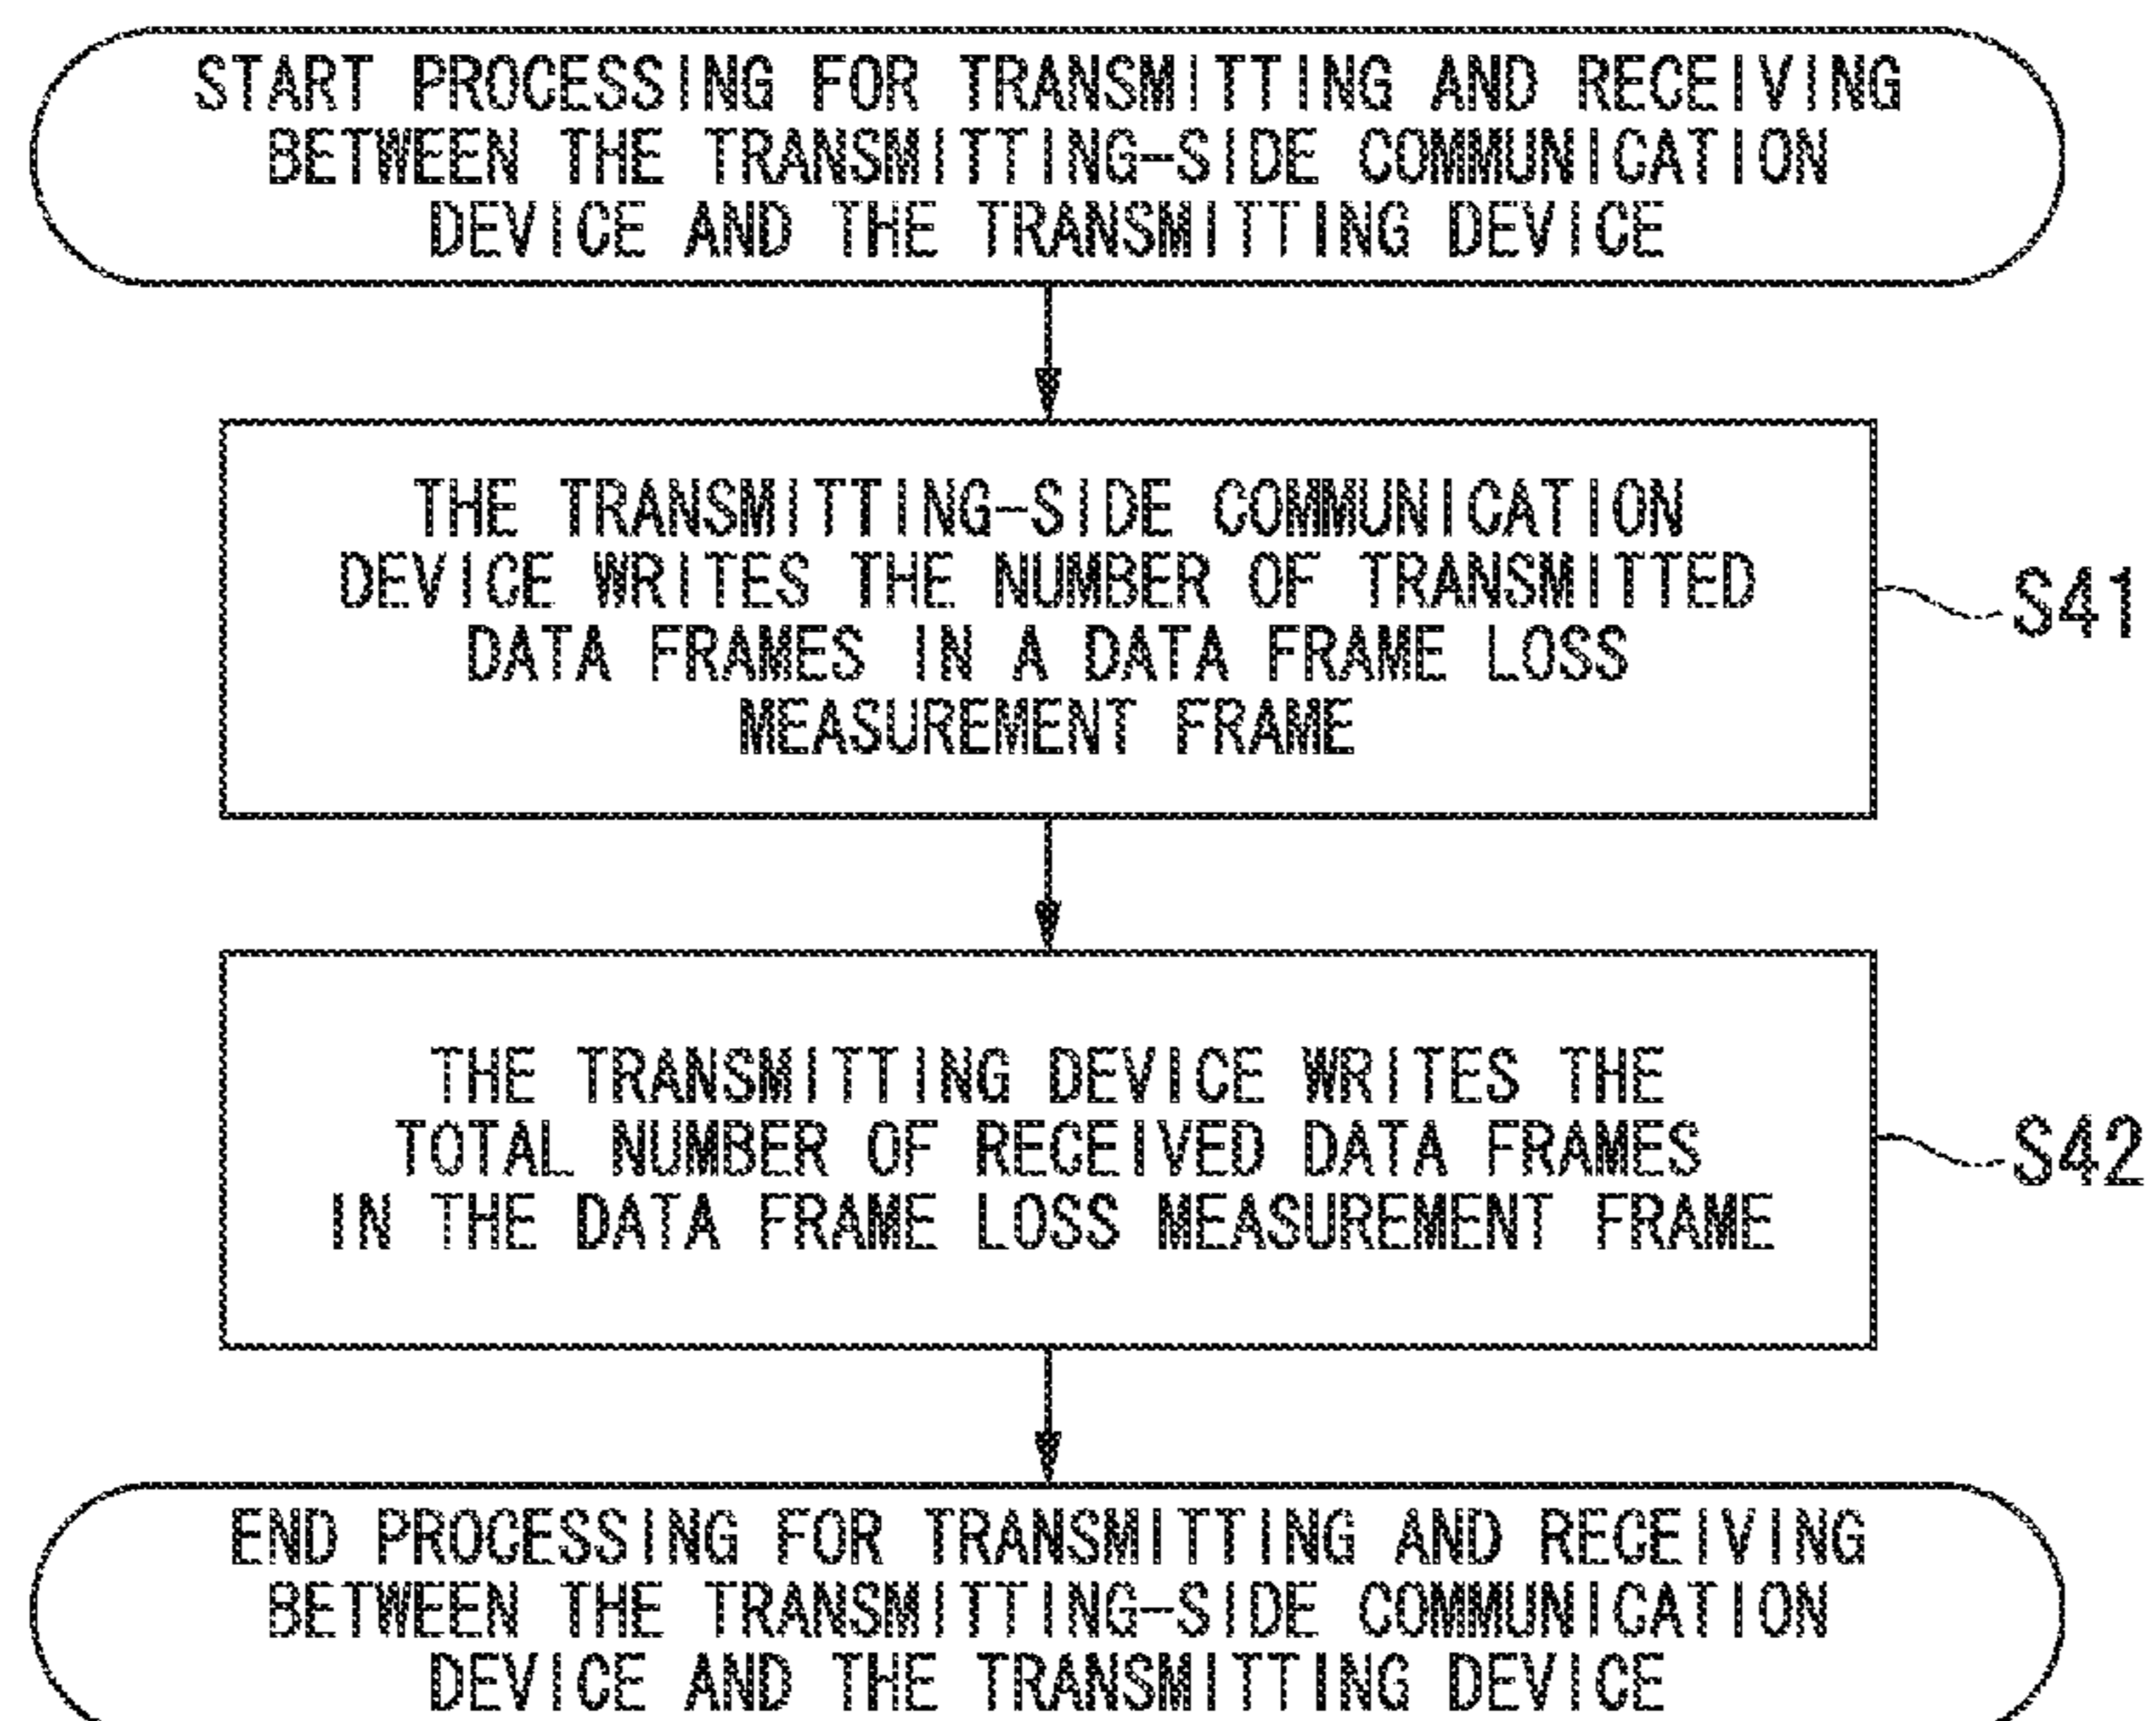 START PROCESSING FOR TRANSMITTING AND RECEIVING
BETWEEN THE TRANSMITTING-SIDE COMMUNICATION
DEVICE AND THE TRANSMITTING DEVICE
THE TRANSMITTING-SIDE COMMUNICATION
DEVICE WRITES THE NUMBER OF TRANSMITTED
DATA FRAMES IN A DATA FRAME LOSS
MEASUREMENT FRAME
S41
THE TRANSMITTING DEVICE WRITES THE
TOTAL NUMBER OF RECEIVED DATA FRAMES
IN THE DATA FRAME LOSS MEASUREMENT FRAME
S42
END PROCESSING FOR TRANSMITTING AND RECEIVING
BETWEEN THE TRANSMITTING-SIDE COMMUNICATION
DEVICE AND THE TRANSMITTING DEVICE